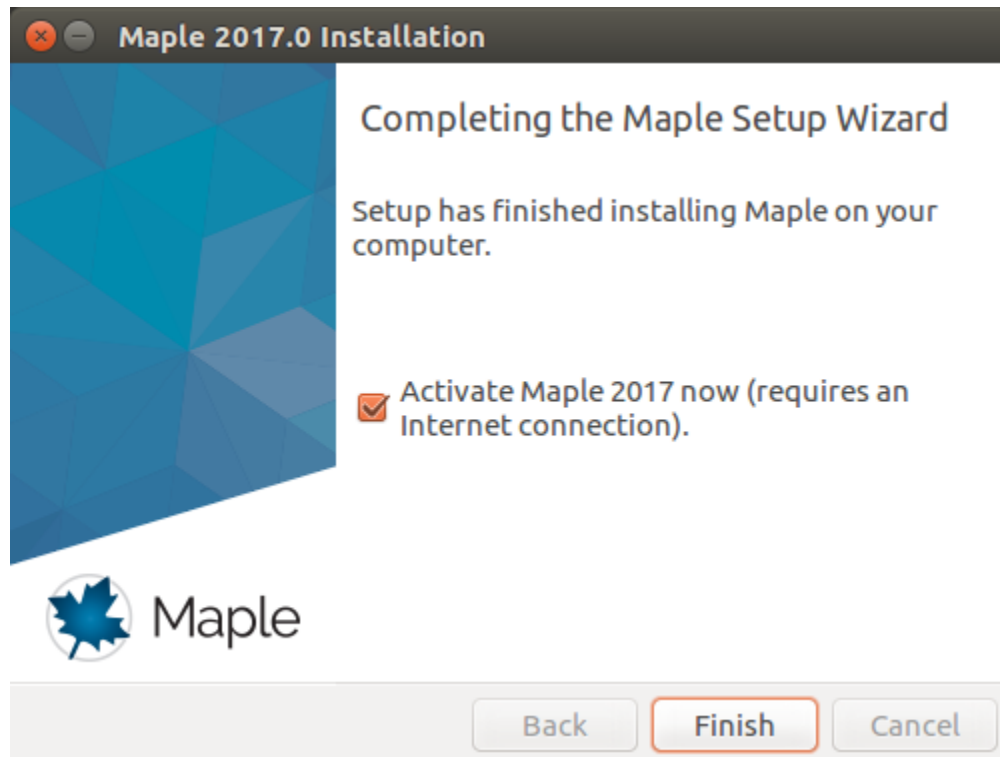 Maple 2017.0 Installation
Completing the Maple Setup Wizard
Setup has finished installing Maple on your
computer.
Activate Maple 2017 now (requires an
Internet connection).
Maple
Back
Finish
Cancel